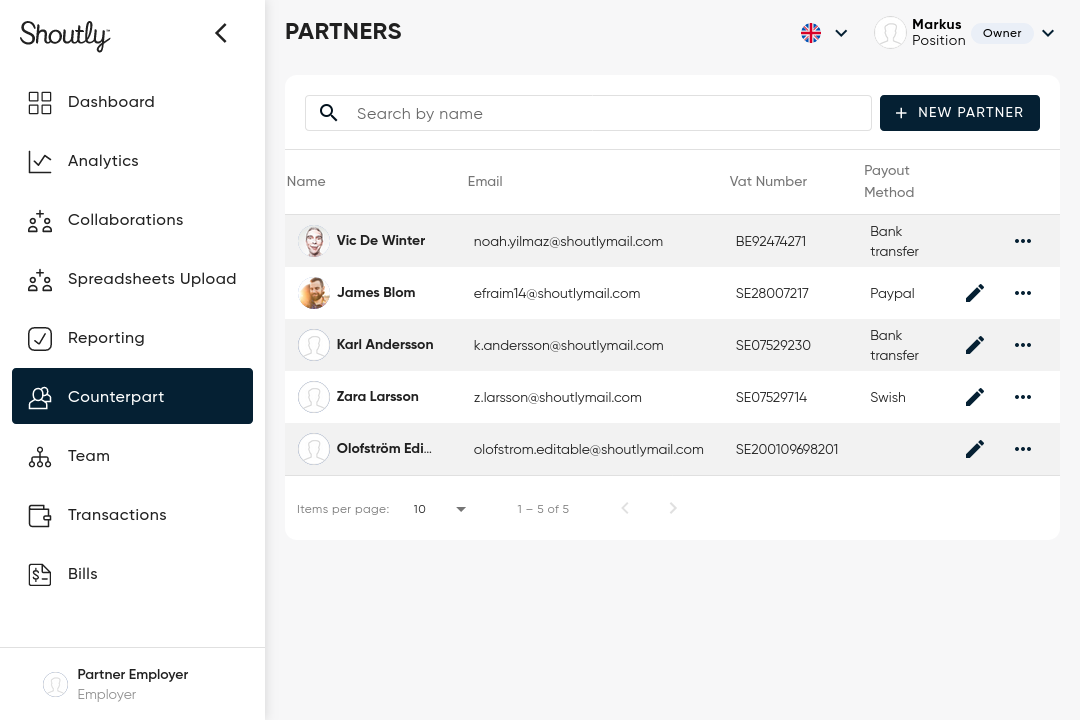 Shoutly
PARTNERS
Markus
Position
Owner
Dashboard
Analytics
Collaborations
Spreadsheets Upload
Reporting
Counterpart
Team
Transactions
Bills
Partner Employer
Employer
Search by name
+ NEW PARTNER
Name Email Vat Number Payout Method
Vic De Winter noah.yilmaz@shoutlymail.com BE92474271 Bank transfer
James Blom efraim14@shoutlymail.com SE28007217 Paypal
Karl Andersson k.andersson@shoutlymail.com SE07529230 Bank transfer
Zara Larsson z.larsson@shoutlymail.com SE07529714 Swish
Olofström Edi... olofstrom.editable@shoutlymail.com SE200109698201
Items per page: 10 1 – 5 of 5